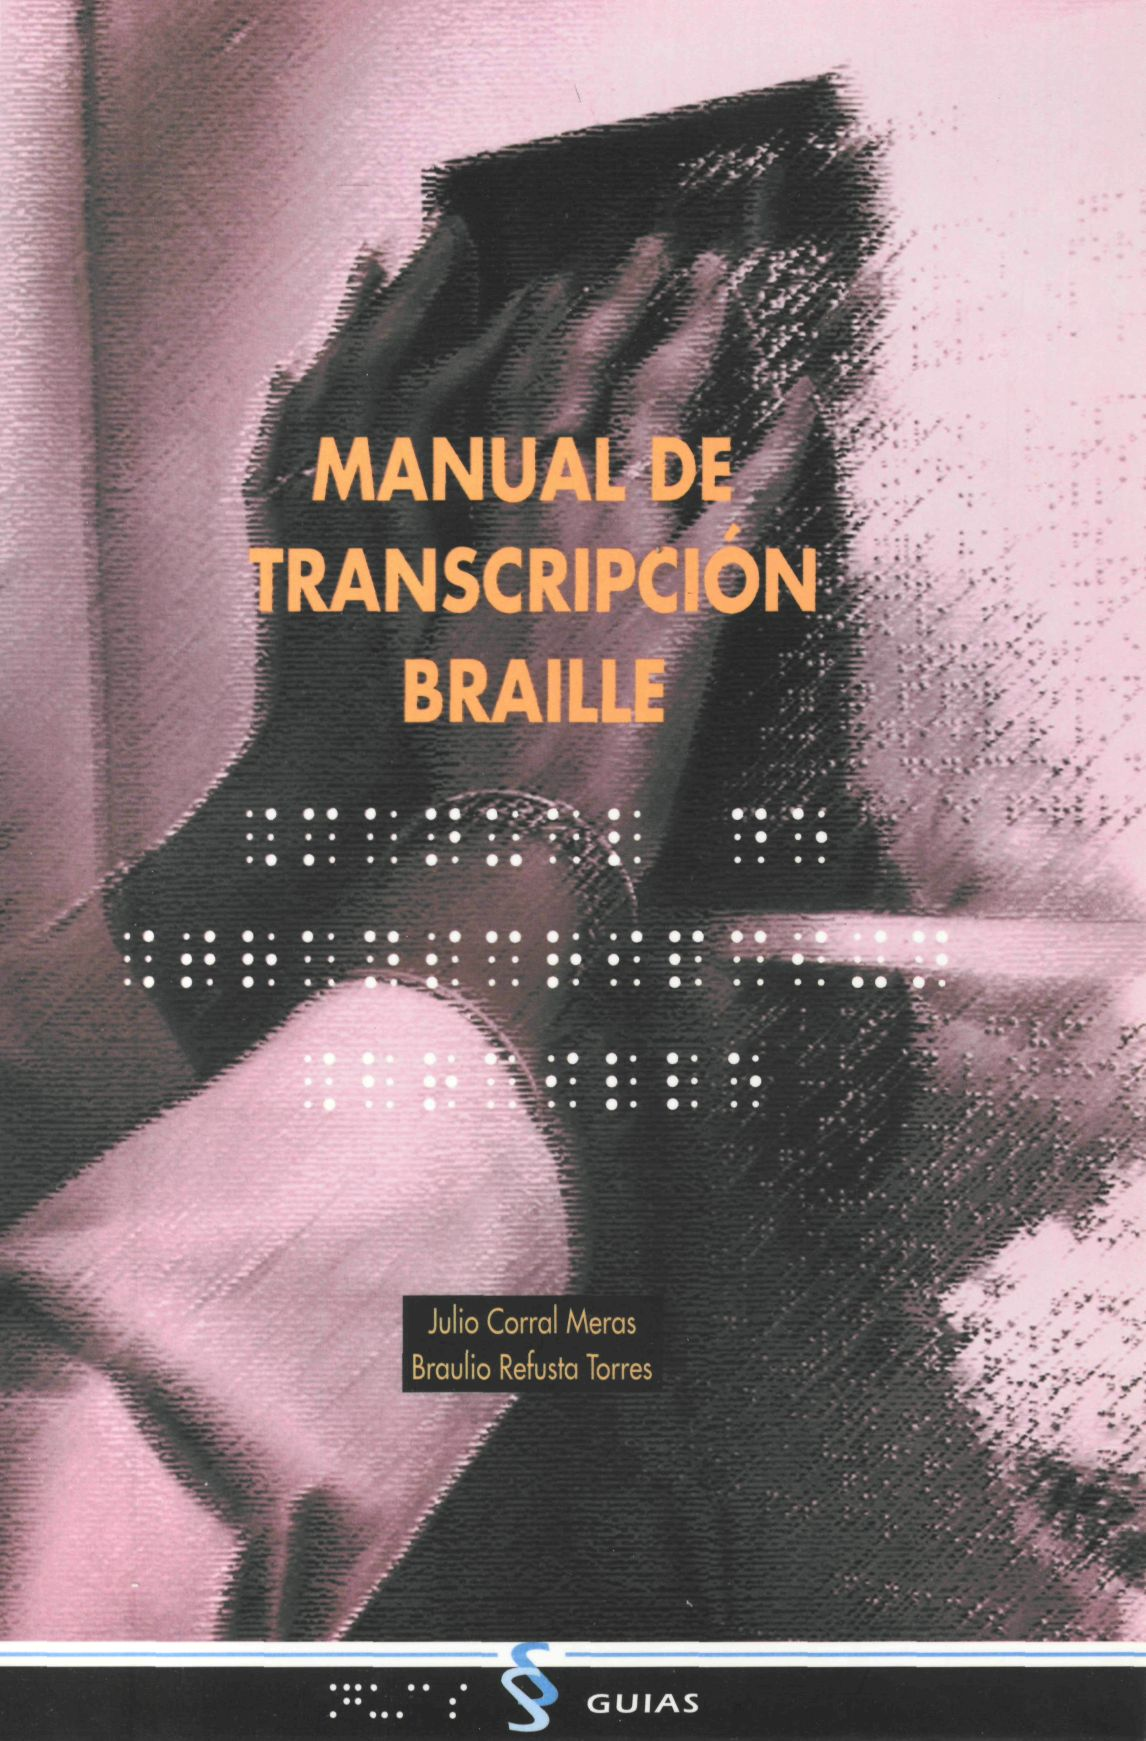 MANUAL DE
TRANSCRIPCIÓN
BRAILLE
⠨⠍⠁⠝⠥⠁⠇ ⠙⠑
⠨⠞⠗⠁⠝⠎⠉⠗⠊⠏⠉⠊⠬⠝
⠨⠃⠗⠁⠊⠇⠇⠑
Julio Corral Meras
Braulio Refusta Torres
GUIAS